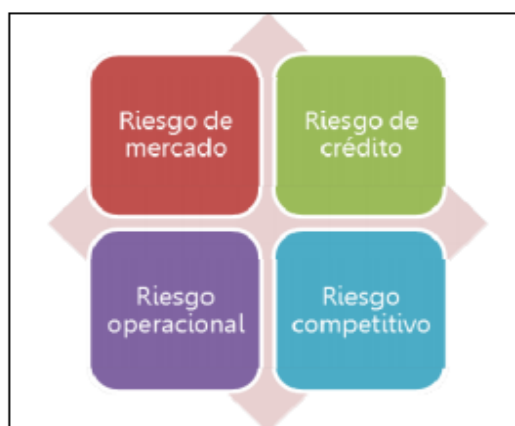 Riesgo de
mercado
Riesgo de
crédito
Riesgo
operacional
Riesgo
competitivo